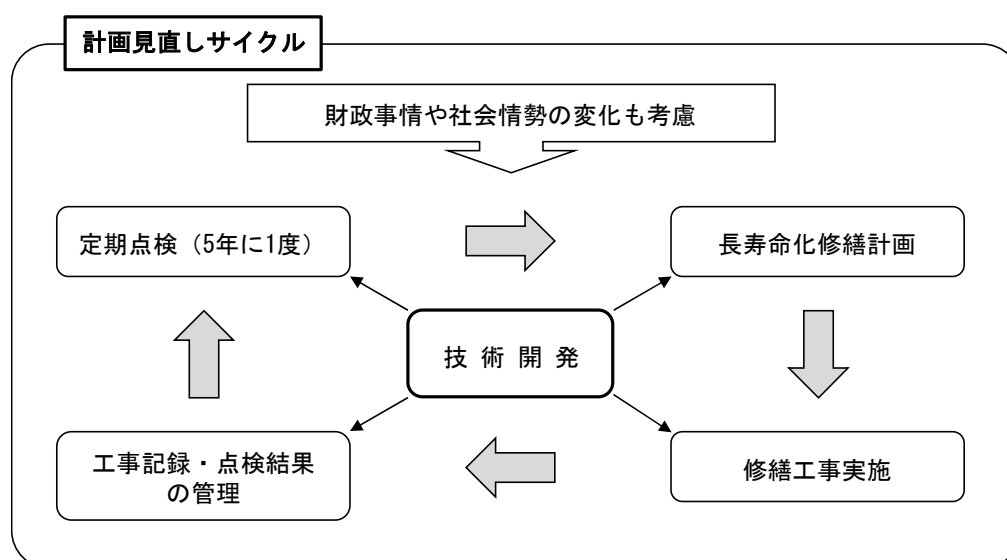 計画見直しサイクル
財政事情や社会情勢の変化も考慮
定期点検（5年に1度）
長寿命化修繕計画
技術開発
工事記録・点検結果
の管理
修繕工事実施